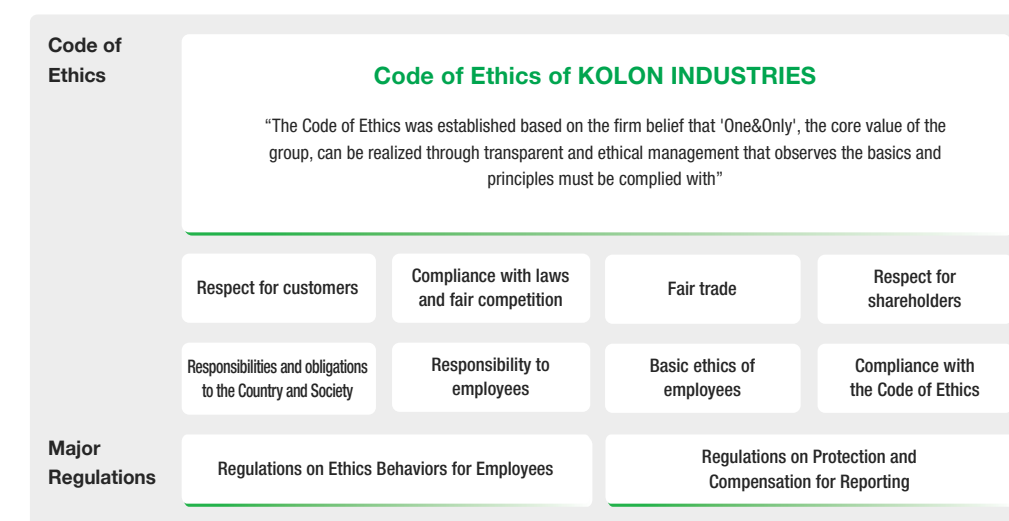 Code of
Ethics
Code of Ethics of KOLON INDUSTRIES
“The Code of Ethics was established based on the firm belief that 'One&Only', the core value of the
group, can be realized through transparent and ethical management that observes the basics and
principles must be complied with”
Respect for customers
Compliance with laws
and fair competition
Fair trade
Respect for
shareholders
Responsibilities and obligations
to the Country and Society
Responsibility to
employees
Basic ethics of
employees
Compliance with
the Code of Ethics
Major
Regulations
Regulations on Ethics Behaviors for Employees
Regulations on Protection and
Compensation for Reporting